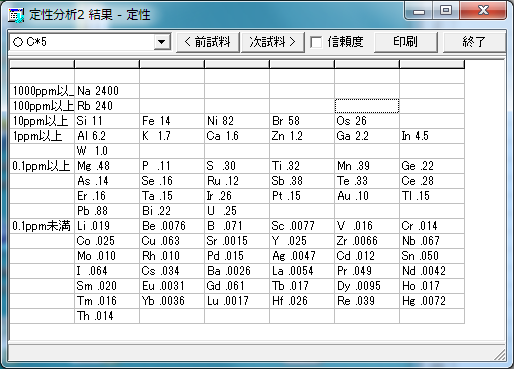 定性分析2 結果 - 定性
○ C*5 < 前試料 次試料 > 信頼度 印刷 終了
1000ppm以上 Na 2400
100ppm以上 Rb 240
10ppm以上 Si 11 Fe 14 Ni 82 Br 58 Os 26
1ppm以上 Al 6.2 K 1.7 Ca 1.6 Zn 1.2 Ga 2.2 In 4.5
W 1.0
0.1ppm以上 Mg .48 P .11 S .30 Ti .32 Mn .39 Ge .22
As .14 Se .16 Ru .12 Sb .38 Te .33 Ce .28
Er .16 Ta .15 Ir .26 Pt .15 Au .10 Tl .15
Pb .88 Bi .22 U .25
0.1ppm未満 Li .019 Be .0076 B .071 Sc .0077 V .016 Cr .014
Co .025 Cu .063 Sr .0015 Y .025 Zr .0066 Nb .067
Mo .010 Rh .010 Pd .015 Ag .0047 Cd .012 Sn .050
I .064 Cs .034 Ba .0026 La .0054 Pr .049 Nd .0042
Sm .020 Eu .0031 Gd .061 Tb .017 Dy .0095 Ho .017
Tm .016 Yb .0036 Lu .0017 Hf .026 Re .039 Hg .0072
Th .014